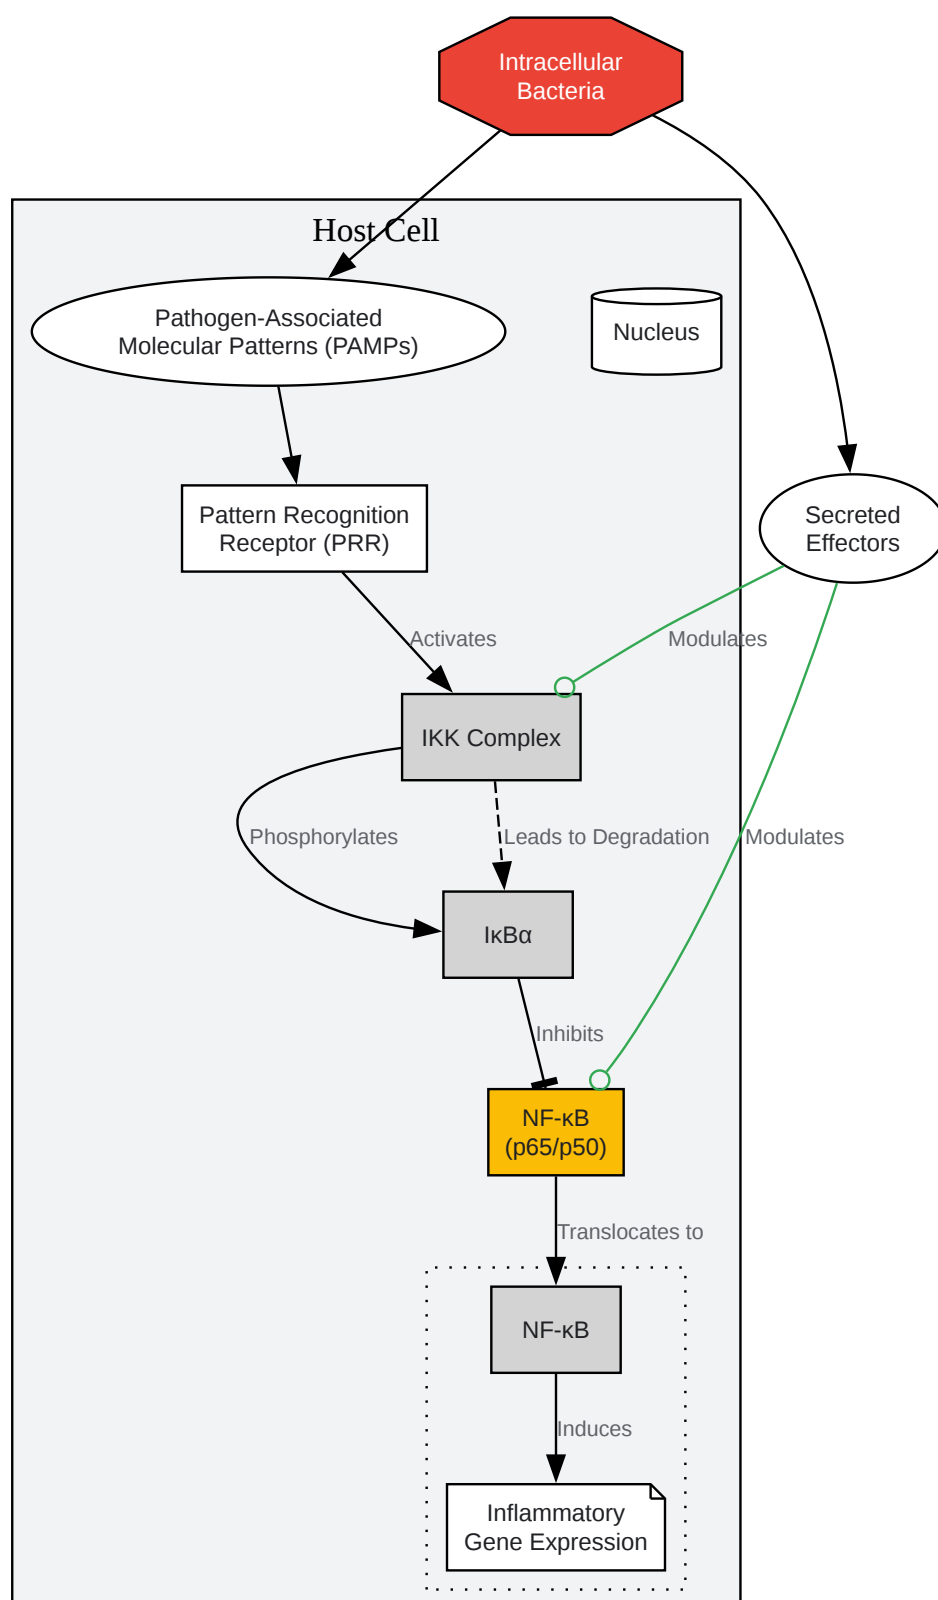 Intracellular
Bacteria
Host Cell
Pathogen-Associated
Molecular Patterns (PAMPs)
Nucleus
Pattern Recognition
Receptor (PRR)
Secreted
Effectors
Activates
Modulates
IKK Complex
Phosphorylates
Leads to Degradation
Modulates
IκBα
Inhibits
NF-κB
(p65/p50)
Translocates to
NF-κB
Induces
Inflammatory
Gene Expression